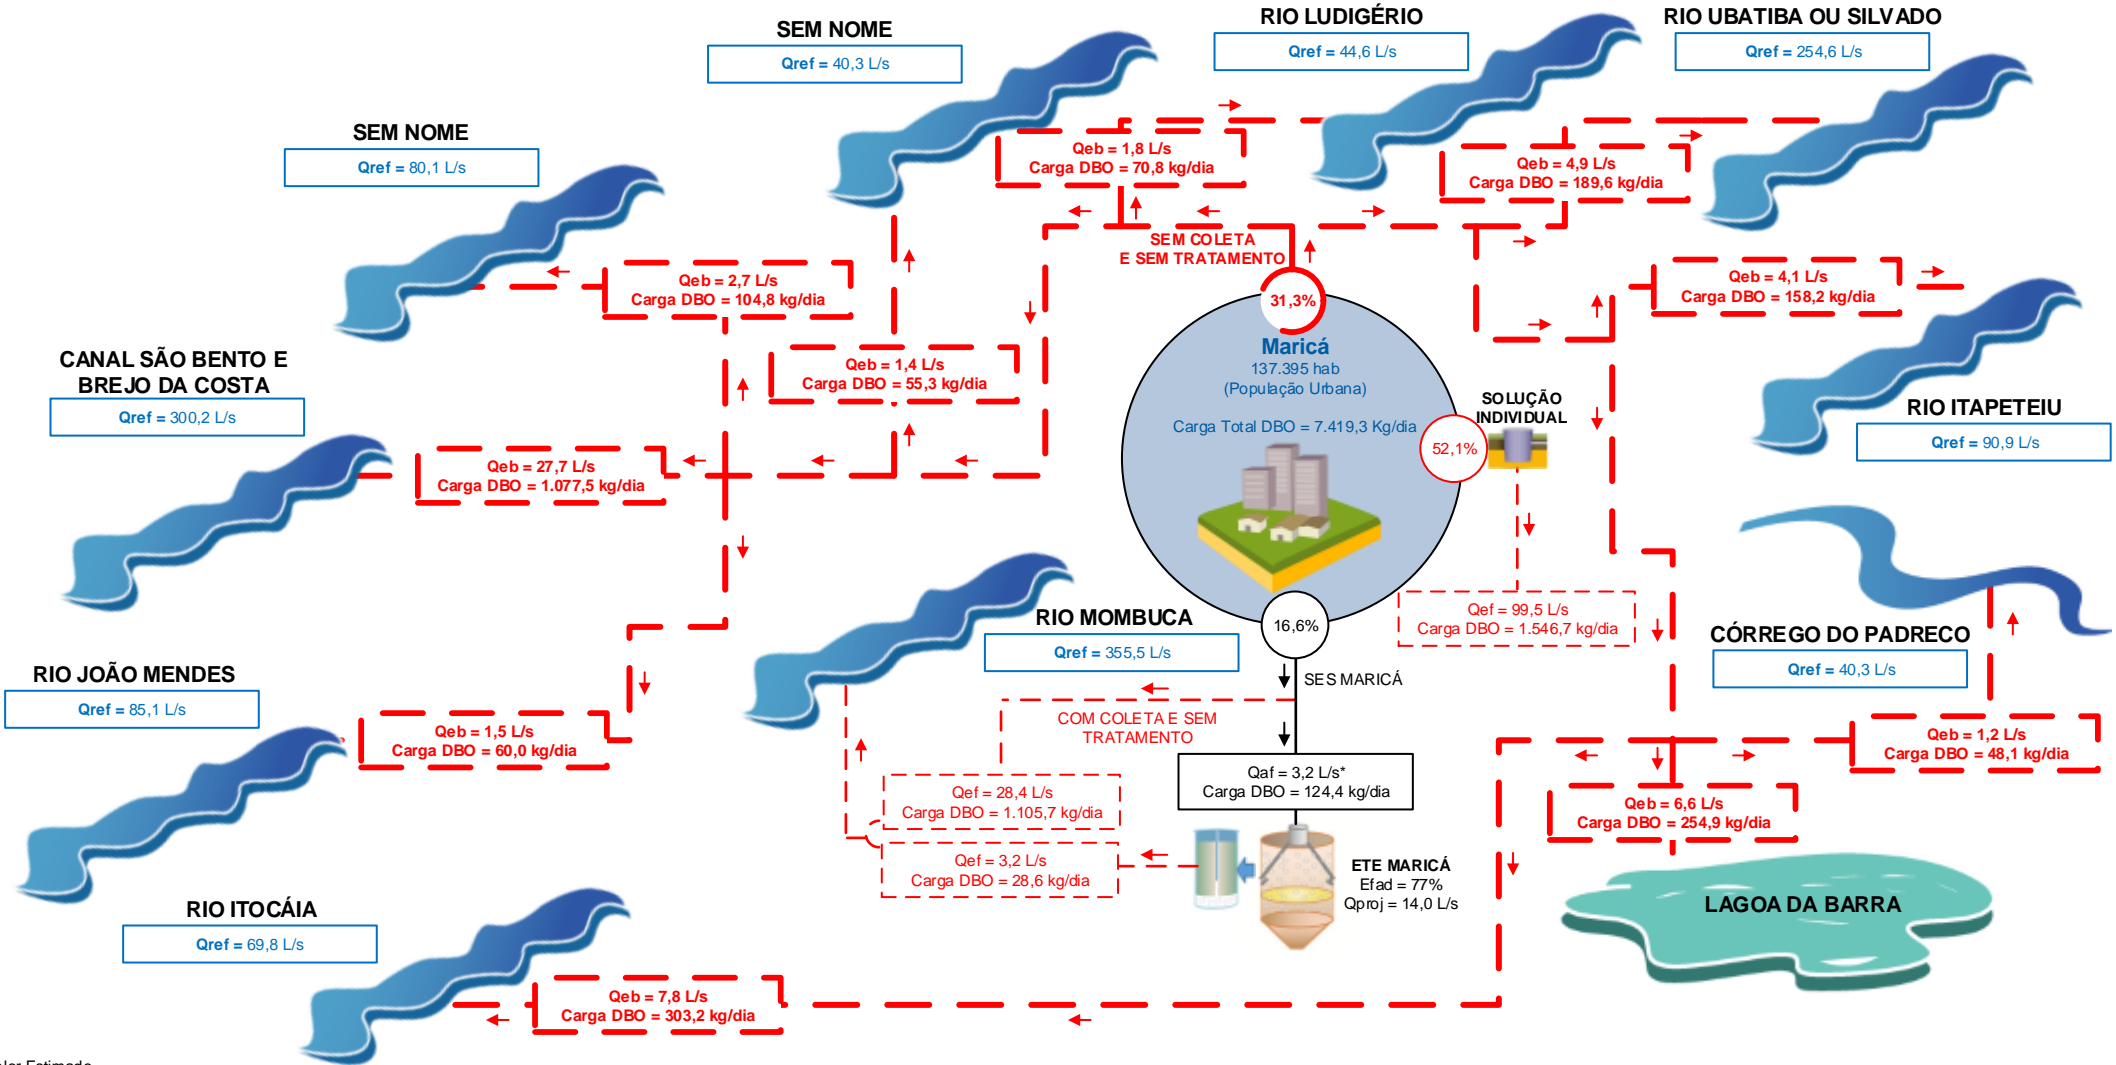 SEM NOME
Qref = 40,3 L/s
RIO LUDIGÉRIO
Qref = 44,6 L/s
RIO UBATIBA OU SILVADO
Qref = 254,6 L/s
SEM NOME
Qref = 80,1 L/s
Qeb = 1,8 L/s
Carga DBO = 70,8 kg/dia
Qeb = 4,9 L/s
Carga DBO = 189,6 kg/dia
SEM COLETA
E SEM TRATAMENTO
Qeb = 2,7 L/s
Carga DBO = 104,8 kg/dia
Qeb = 4,1 L/s
Carga DBO = 158,2 kg/dia
31,3%
Maricá
137.395 hab
(População Urbana)
Carga Total DBO = 7.419,3 Kg/dia
CANAL SÃO BENTO E
BREJO DA COSTA
Qref = 300,2 L/s
Qeb = 1,4 L/s
Carga DBO = 55,3 kg/dia
SOLUÇÃO
INDIVIDUAL
52,1%
RIO ITAPETEIU
Qref = 90,9 L/s
Qeb = 27,7 L/s
Carga DBO = 1.077,5 kg/dia
RIO MOMBUCA
Qref = 355,5 L/s
16,6%
Qef = 99,5 L/s
Carga DBO = 1.546,7 kg/dia
CÓRREGO DO PADRECO
Qref = 40,3 L/s
RIO JOÃO MENDES
Qref = 85,1 L/s
SES MARICÁ
COM COLETA E SEM
TRATAMENTO
Qeb = 1,5 L/s
Carga DBO = 60,0 kg/dia
Qeb = 1,2 L/s
Carga DBO = 48,1 kg/dia
Qaf = 3,2 L/s*
Carga DBO = 124,4 kg/dia
Qef = 28,4 L/s
Carga DBO = 1.105,7 kg/dia
Qeb = 6,6 L/s
Carga DBO = 254,9 kg/dia
Qef = 3,2 L/s
Carga DBO = 28,6 kg/dia
ETE MARICÁ
Efad = 77%
Qproj = 14,0 L/s
LAGOA DA BARRA
RIO ITOCÁIA
Qref = 69,8 L/s
Qeb = 7,8 L/s
Carga DBO = 303,2 kg/dia